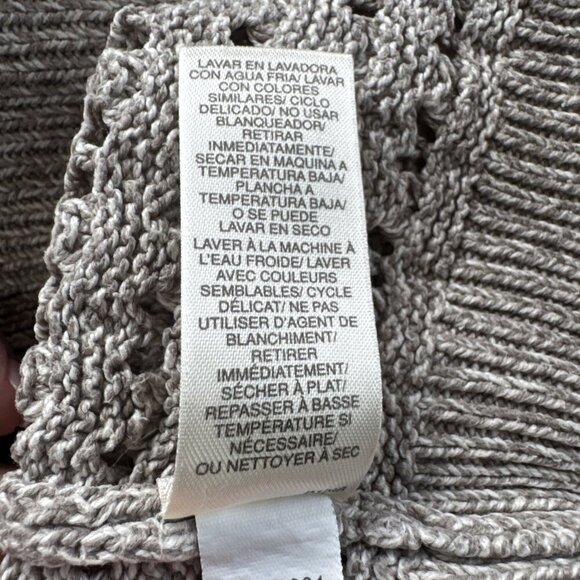 LAVAR EN LAVADORA
CON AGUA FRIA/ LAVAR
CON COLORES
SIMILARES/ CICLO
DELICADO/ NO USAR
BLANQUEADOR/
RETIRAR
INMEDIATAMENTE/
SECAR EN MAQUINA A
TEMPERATURA BAJA/
PLANCHA A
TEMPERATURA BAJA/
O SE PUEDE
LAVAR EN SECO
LAVER À LA MACHINE À
L'EAU FROIDE/ LAVER
AVEC COULEURS
SEMBLABLES/ CYCLE
DÉLICAT/ NE PAS
UTILISER D'AGENT DE
BLANCHIMENT/
RETIRER
IMMÉDIATEMENT/
SÉCHER À PLAT/
REPASSER À BASSE
TEMPÉRATURE SI
NÉCESSAIRE/
OU NETTOYER À SEC